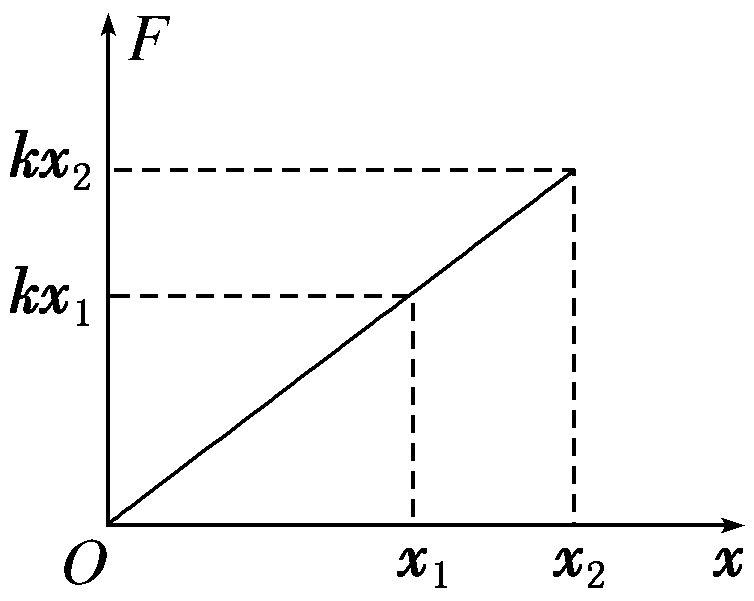 F
kx₂
kx₁
O x₁ x₂ x